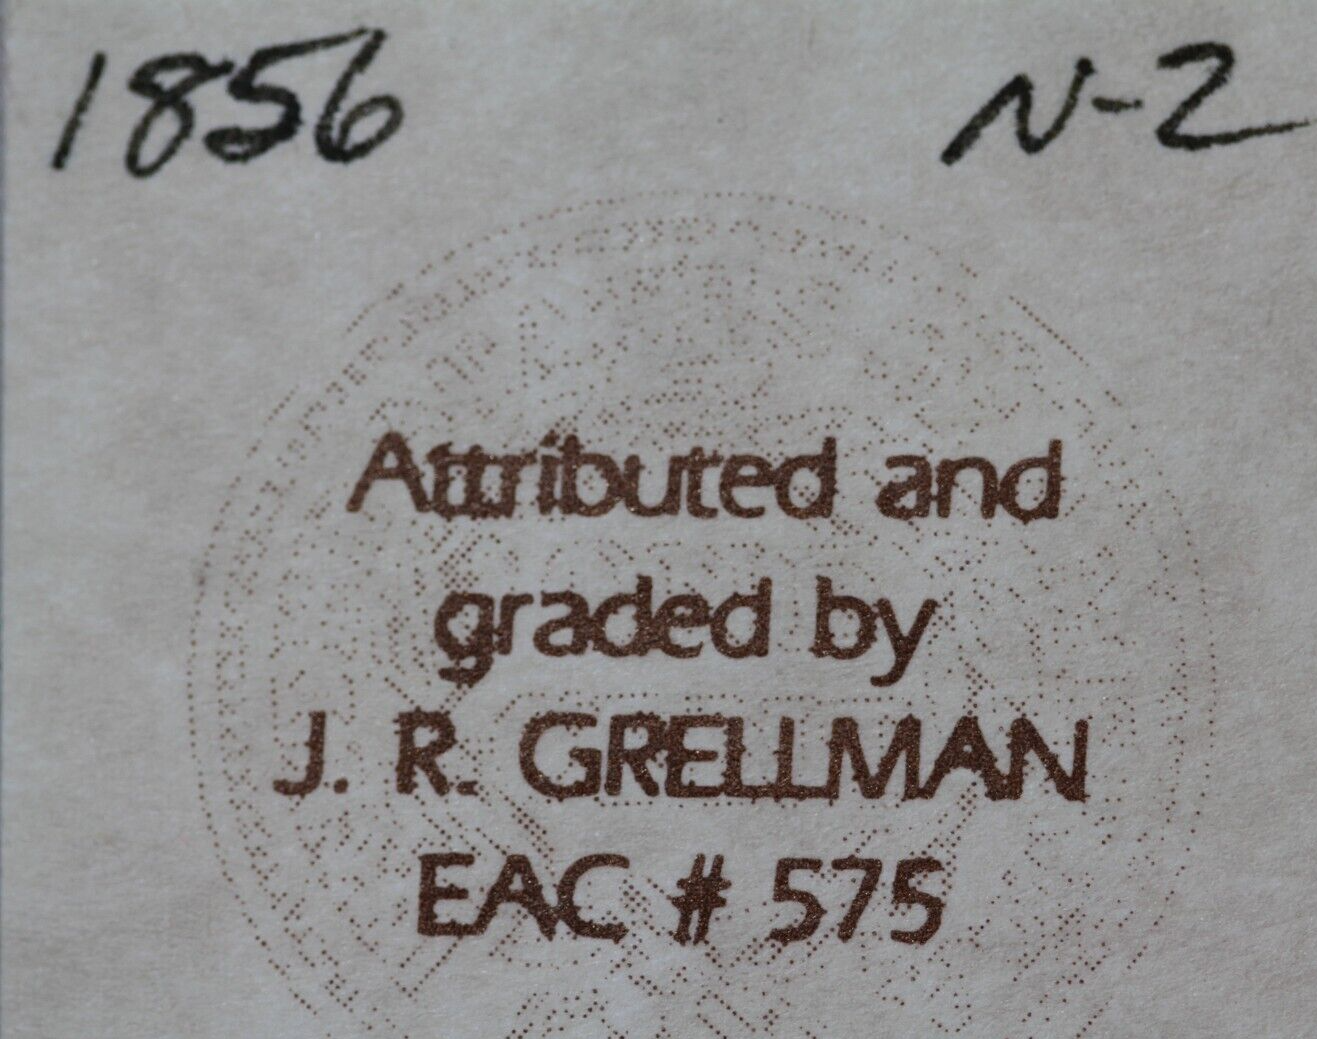 1856 N-2
Attributed and
graded by
J. R. GRELLMAN
EAC # 575